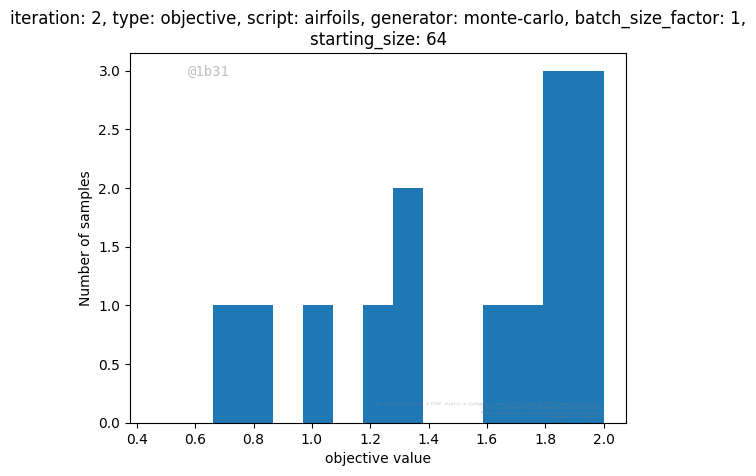 iteration: 2, type: objective, script: airfoils, generator: monte-carlo, batch_size_factor: 1,
starting_size: 64
@1b31
3.0
2.5
2.0
1.5
1.0
0.5
0.0
Number of samples
0.4 0.6 0.8 1.0 1.2 1.4 1.6 1.8 2.0
objective value